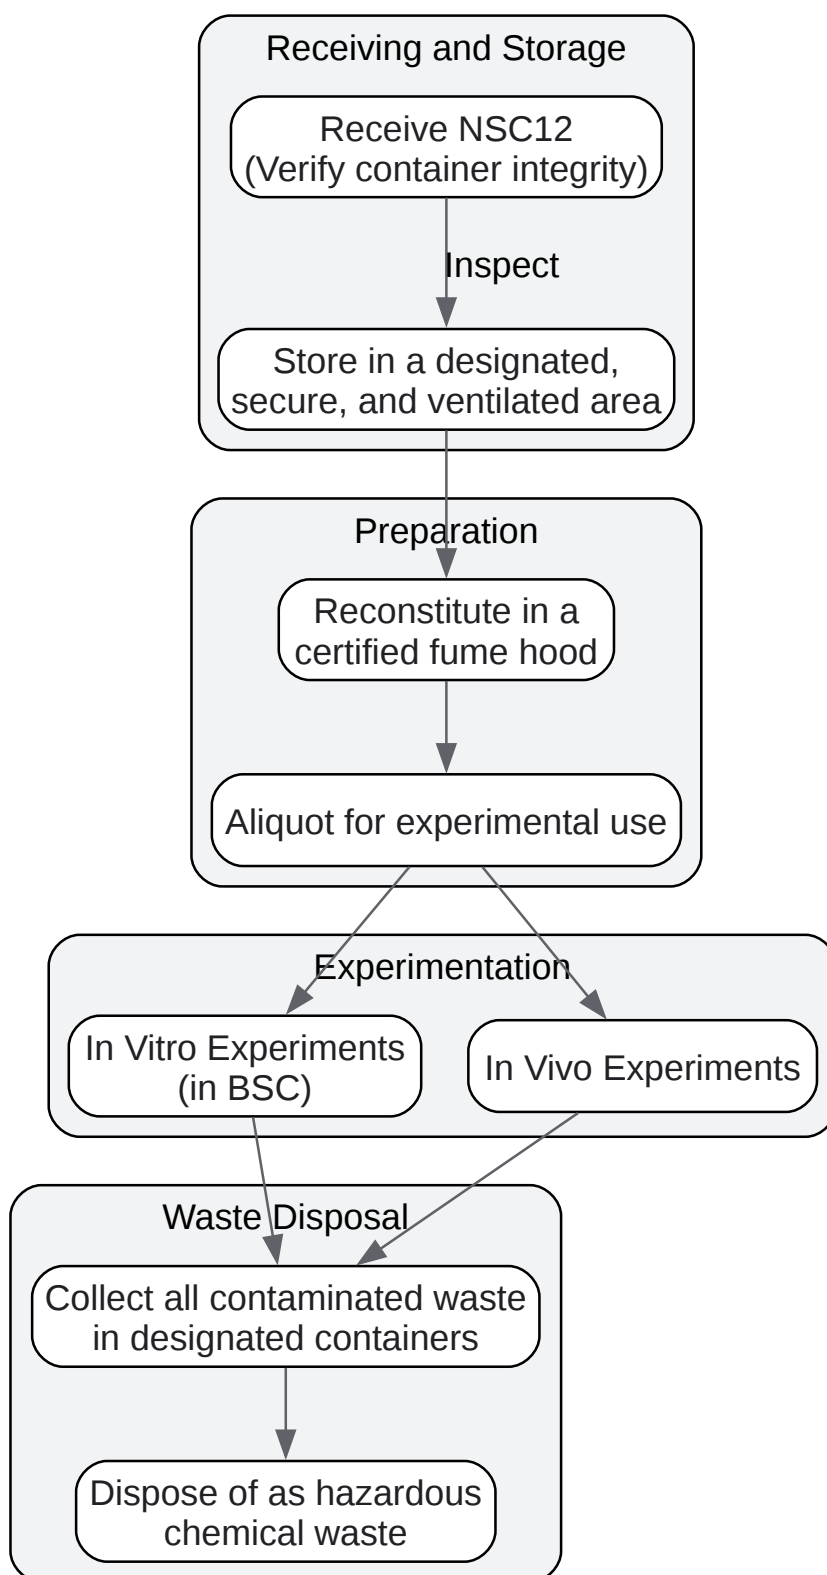 Receiving and Storage
Receive NSC12
(Verify container integrity)
Inspect
Store in a designated,
secure, and ventilated area
Preparation
Reconstitute in a
certified fume hood
Aliquot for experimental use
Experimentation
In Vitro Experiments
(in BSC)
In Vivo Experiments
Waste Disposal
Collect all contaminated waste
in designated containers
Dispose of as hazardous
chemical waste